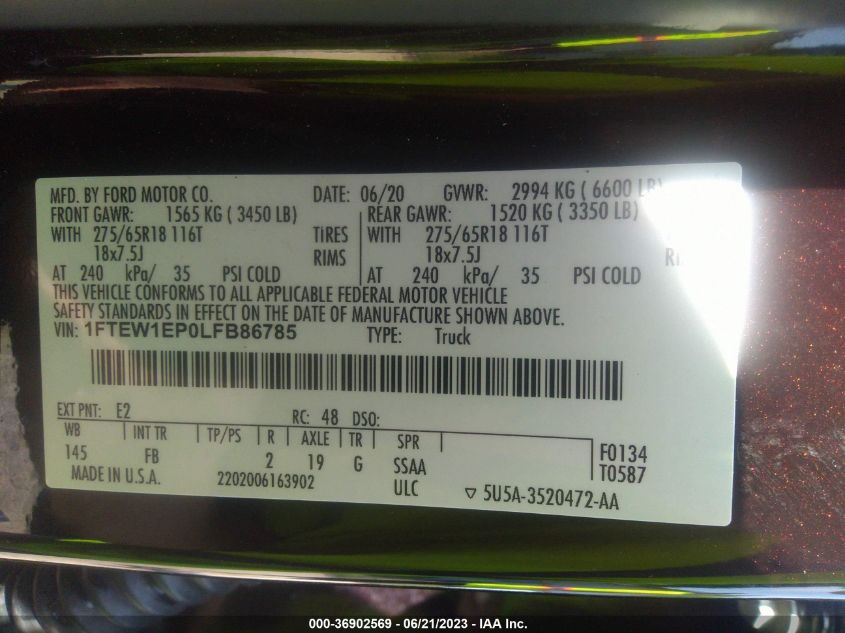 MFD. BY FORD MOTOR CO. DATE: 06/20 GVWR: 2994 KG ( 6600 LB)
FRONT GAWR: 1565 KG ( 3450 LB) REAR GAWR: 1520 KG ( 3350 LB)
WITH 275/65R18 116T TIRES WITH 275/65R18 116T
18x7.5J RIMS 18x7.5J
AT 240 kPa/ 35 PSI COLD AT 240 kPa/ 35 PSI COLD
THIS VEHICLE CONFORMS TO ALL APPLICABLE FEDERAL MOTOR VEHICLE
SAFETY STANDARDS IN EFFECT ON THE DATE OF MANUFACTURE SHOWN ABOVE.
VIN: 1FTEW1EP0LFB86785 TYPE: Truck
EXT PNT: E2 RC: 48 DSO:
WB INT TR TP/PS R AXLE TR SPR
145 FB 2 19 G SSAA F0134
MADE IN U.S.A. 2202006163902 ULC T0587
▽ 5U5A-3520472-AA
000-36902569 - 06/21/2023 - IAA Inc.